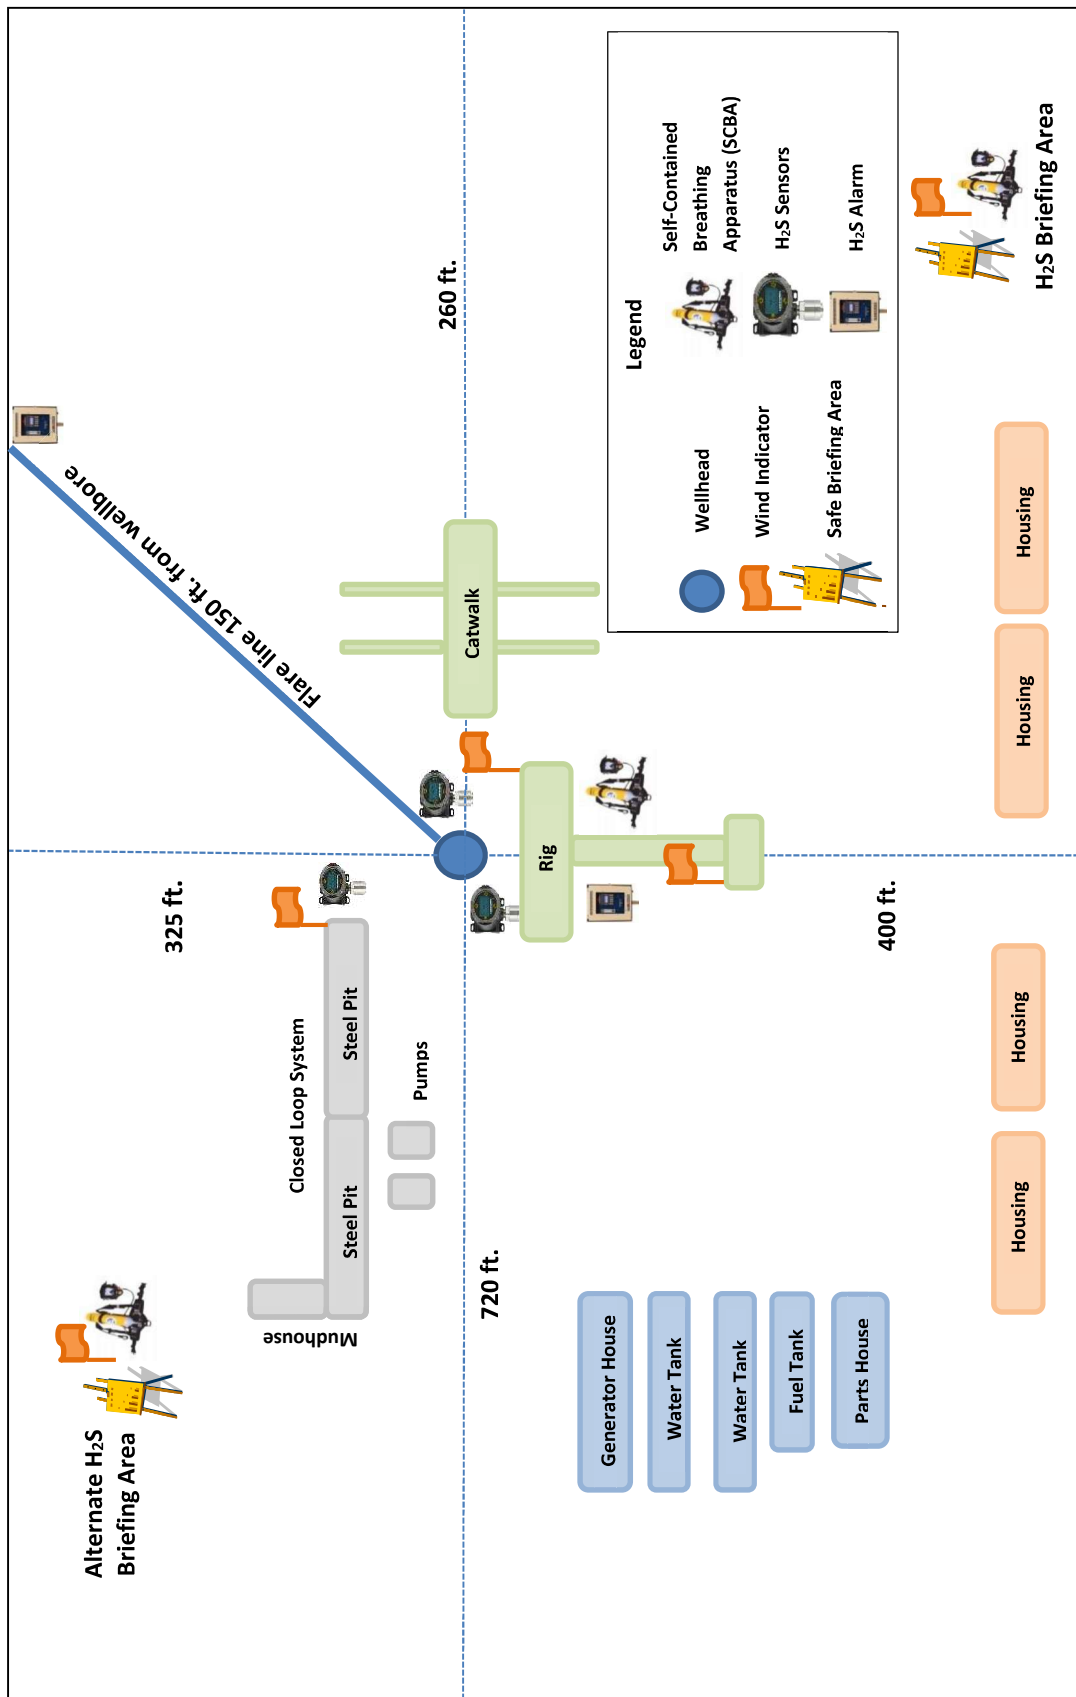 Alternate H2S
Briefing Area
Mudhouse
Closed Loop System
Steel Pit
Steel Pit
Pumps
325 ft.
Flare line 150 ft. from wellbore
720 ft.
260 ft.
Catwalk
Rig
400 ft.
Generator House
Water Tank
Water Tank
Fuel Tank
Parts House
Housing
Housing
Housing
Housing
Legend
Wellhead
Wind Indicator
Safe Briefing Area
Self-Contained
Breathing
Apparatus (SCBA)
H2S Sensors
H2S Alarm
H2S Briefing Area